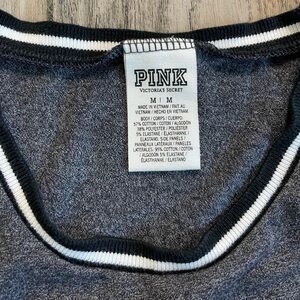 PINK
VICTORIA'S SECRET
M | M
MADE IN VIETNAM / FAIT AU
VIETNAM / HECHO EN VIETNAM
BODY / CORPS / CUERPO
57% COTTON / COTON / ALGODÓN
38% POLYESTER / POLIÉSTER
5% ELASTANE / ÉLASTHANNE /
ELASTANO. SIDE PANELS /
PANNEAUX LATÉRAUX / PANELES
LATERALES: 95% COTTON / COTON
ALGODÓN 5% ELASTANE /
ÉLASTHANNE / ELASTANO